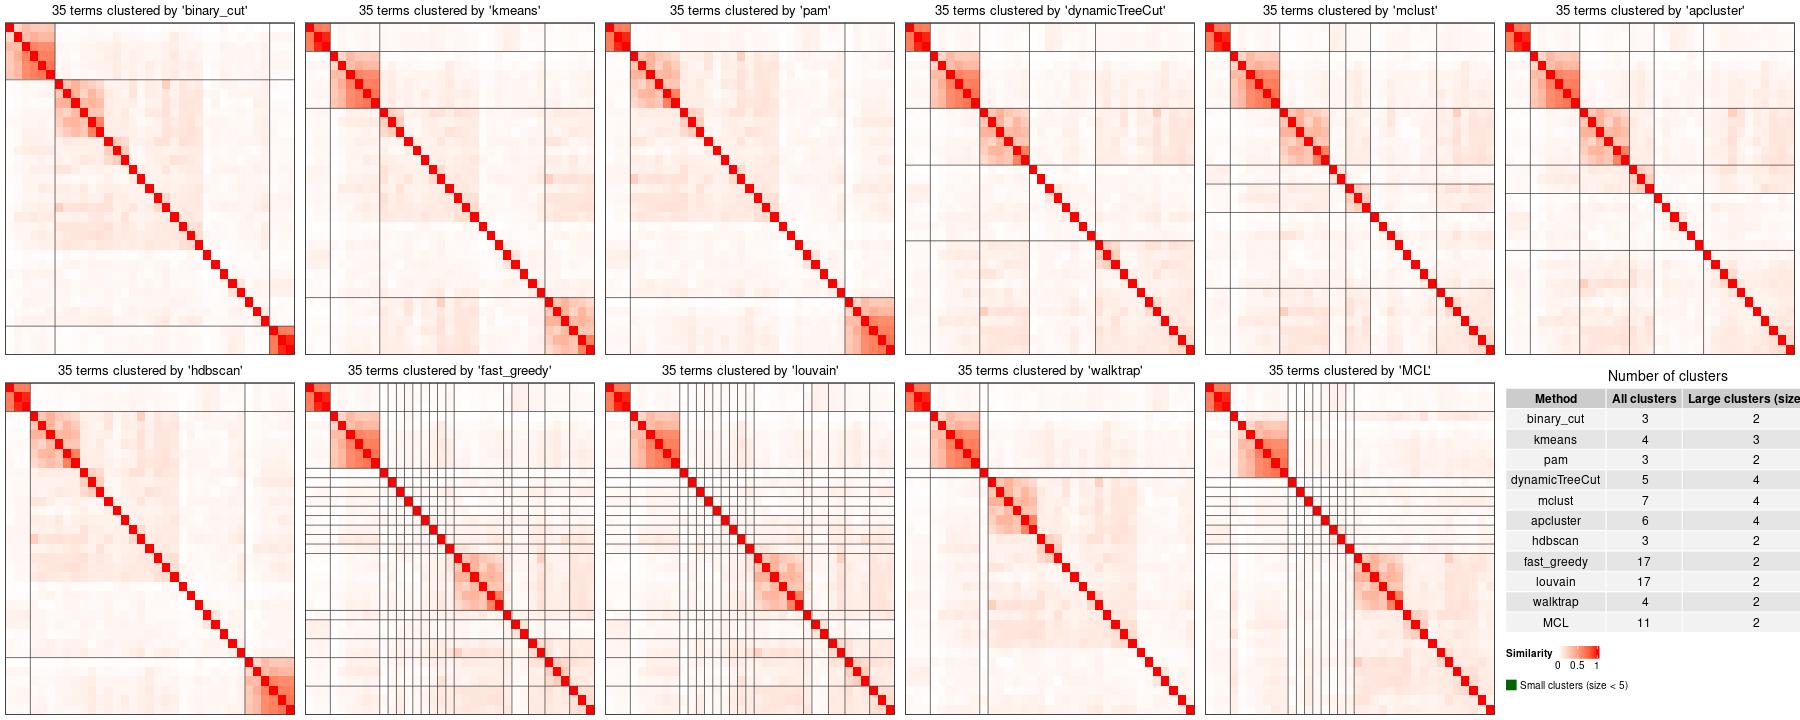 35 terms clustered by 'binary_cut'
35 terms clustered by 'kmeans'
35 terms clustered by 'pam'
35 terms clustered by 'dynamicTreeCut'
35 terms clustered by 'mclust'
35 terms clustered by 'apcluster'
35 terms clustered by 'hdbscan'
35 terms clustered by 'fast_greedy'
35 terms clustered by 'louvain'
35 terms clustered by 'walktrap'
35 terms clustered by 'MCL'
Number of clusters
Method All clusters Large clusters (size
binary_cut 3 2
kmeans 4 3
pam 3 2
dynamicTreeCut 5 4
mclust 7 4
apcluster 6 4
hdbscan 3 2
fast_greedy 17 2
louvain 17 2
walktrap 4 2
MCL 11 2
Similarity
0 0.5 1
Small clusters (size < 5)